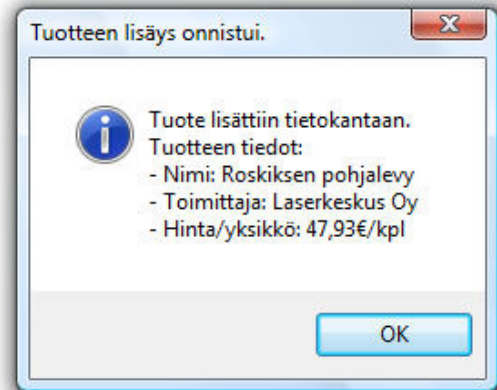 Tuotteen lisäys onnistui.
Tuote lisättiin tietokantaan.
Tuotteen tiedot:
- Nimi: Roskiksen pohjalevy
- Toimittaja: Laserkeskus Oy
- Hinta/yksikkö: 47,93€/kpl
OK